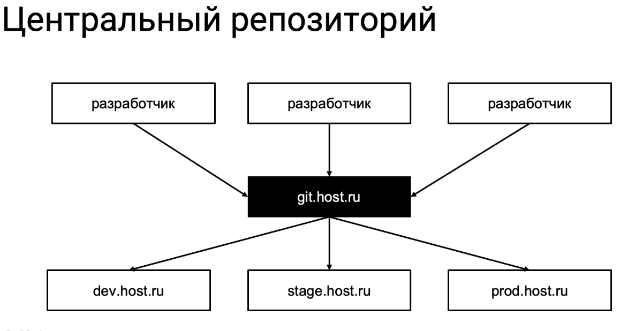 Центральный репозиторий
разработчик
разработчик
разработчик
git.host.ru
dev.host.ru
stage.host.ru
prod.host.ru